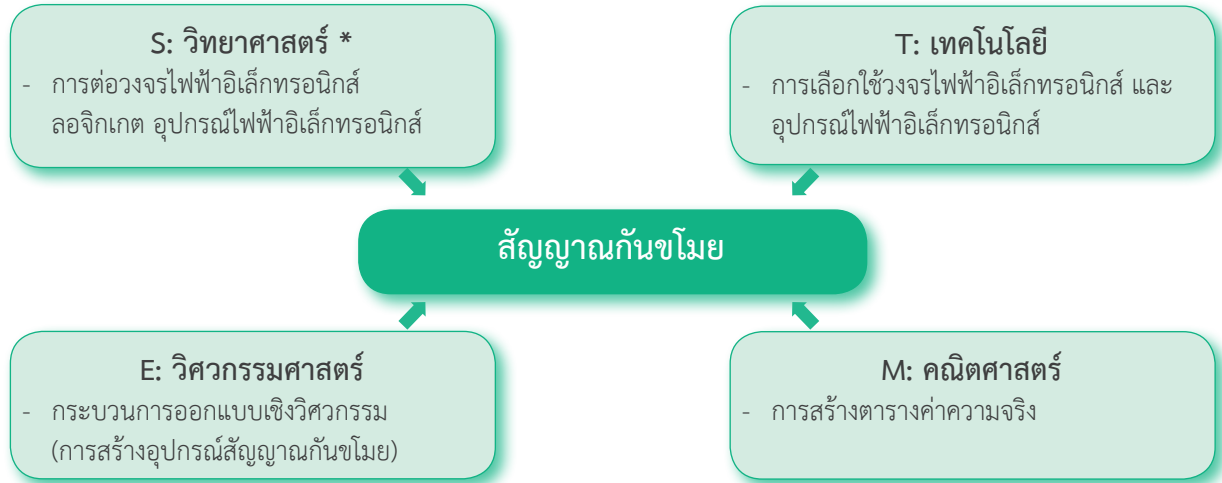 S: วิทยาศาสตร์ *
- การต่อวงจรไฟฟ้าอิเล็กทรอนิกส์
ลอจิกเกต อุปกรณ์ไฟฟ้าอิเล็กทรอนิกส์
T: เทคโนโลยี
- การเลือกใช้วงจรไฟฟ้าอิเล็กทรอนิกส์ และ
อุปกรณ์ไฟฟ้าอิเล็กทรอนิกส์
สัญญาณกันขโมย
E: วิศวกรรมศาสตร์
- กระบวนการออกแบบเชิงวิศวกรรม
(การสร้างอุปกรณ์สัญญาณกันขโมย)
M: คณิตศาสตร์
- การสร้างตารางค่าความจริง